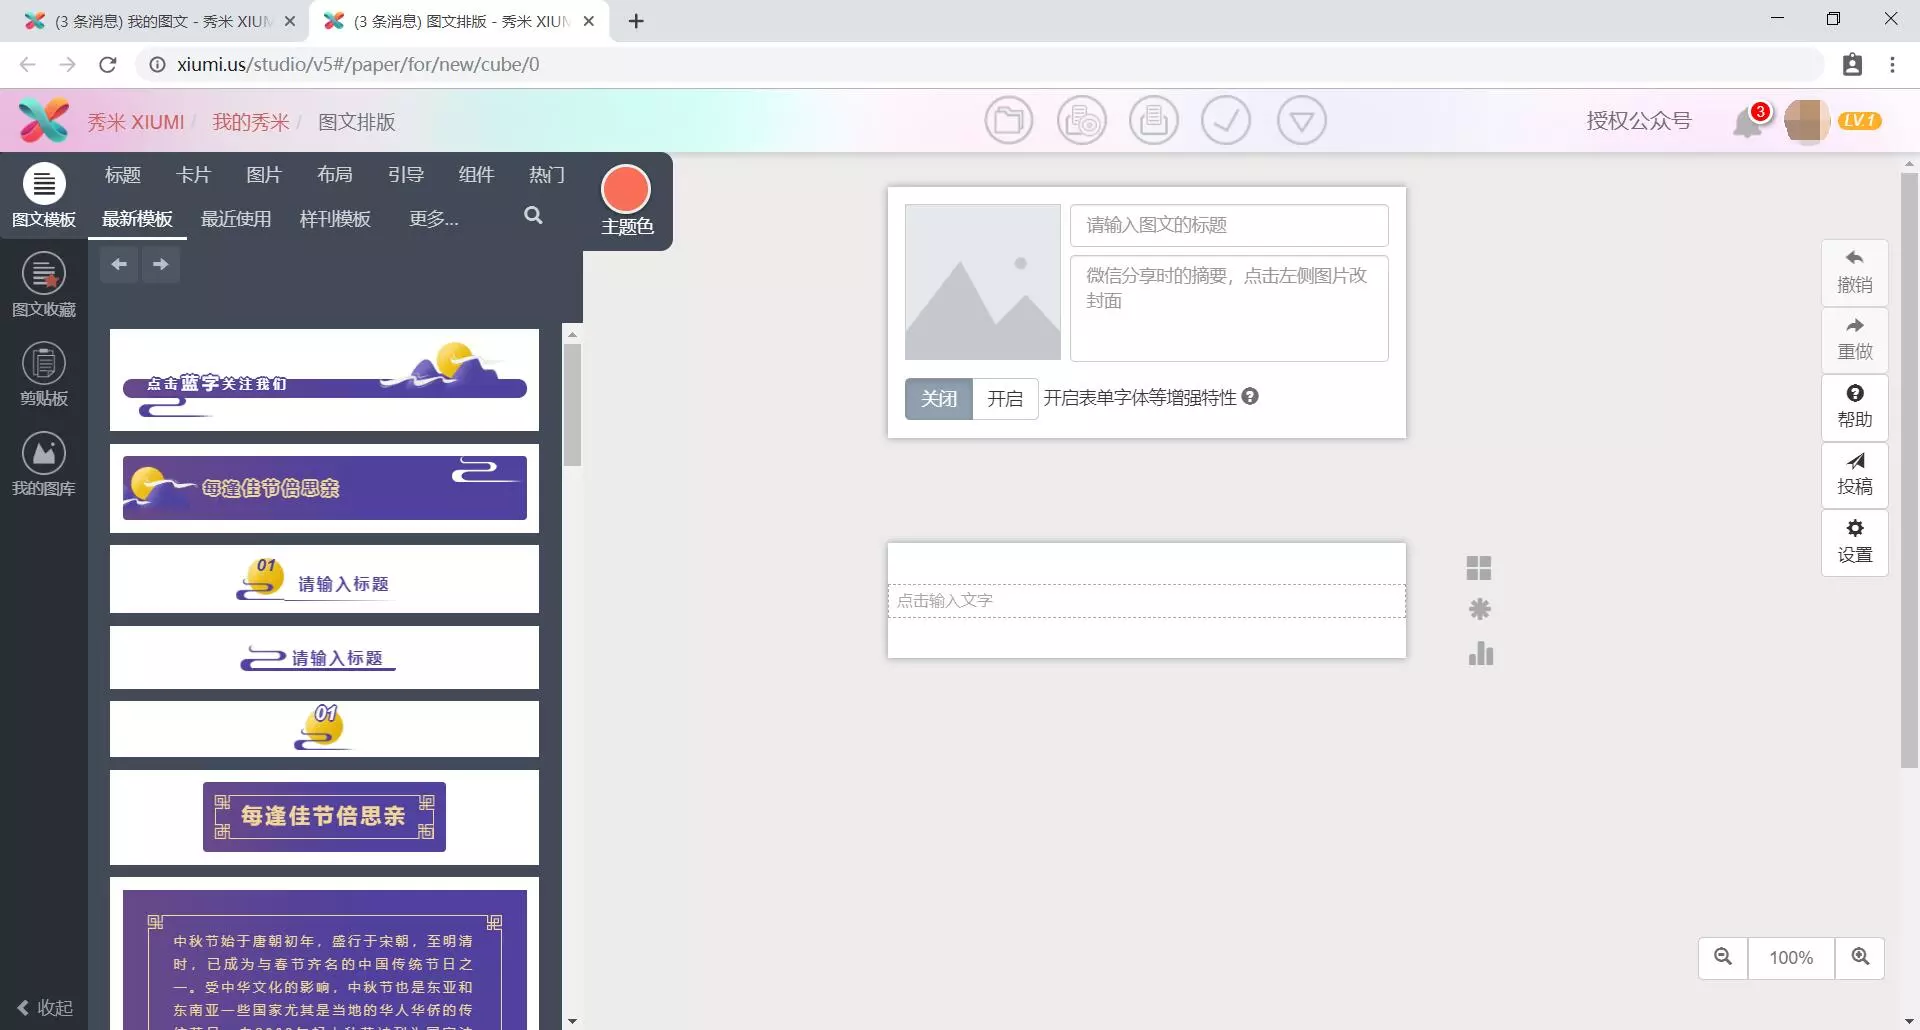 (3 条消息) 我的图文 - 秀米 XIUM
(3 条消息) 图文排版 - 秀米 XIUM
xiumi.us/studio/v5#/paper/for/new/cube/0
秀米 XIUMI / 我的秀米 / 图文排版
授权公众号
3
LV.1
图文模板
图文收藏
剪贴板
我的图库
收起
标题 卡片 图片 布局 引导 组件 热门
最新模板 最近使用 样刊模板 更多...
主题色
点击蓝字关注我们
每逢佳节倍思亲
01 请输入标题
请输入标题
01
每逢佳节倍思亲
中秋节始于唐朝初年，盛行于宋朝，至明清
时，已成为与春节齐名的中国传统节日之
一。受中华文化的影响，中秋节也是东亚和
东南亚一些国家尤其是当地的华人华侨的传
请输入图文的标题
微信分享时的摘要，点击左侧图片改
封面
关闭 开启 开启表单字体等增强特性
点击输入文字
撤销
重做
帮助
投稿
设置
100%